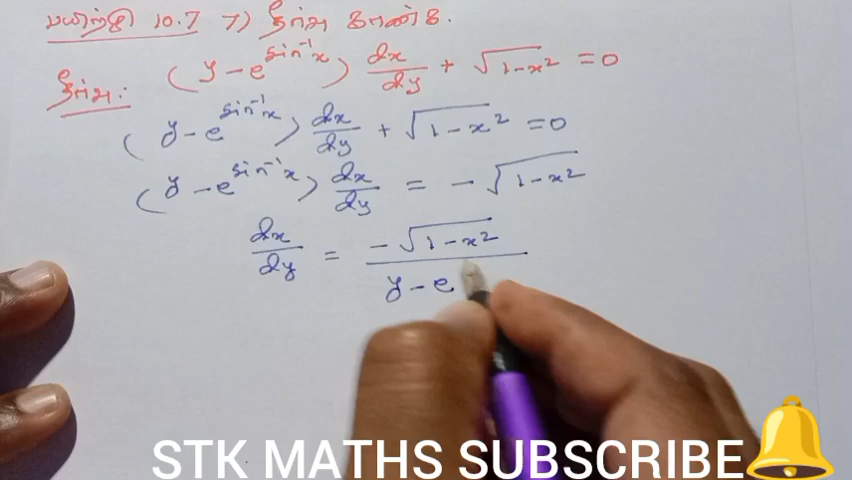 பயிற்சி 10.7 7) தீர்வு காண்க.
(y - e^{sin⁻¹x}) dx/dy + √(1-x²) = 0
தீர்வு:
(y - e^{sin⁻¹x}) dx/dy + √(1-x²) = 0
(y - e^{sin⁻¹x}) dx/dy = - √(1-x²)
dx/dy = -√(1-x²) / y - e
STK MATHS SUBSCRIBE